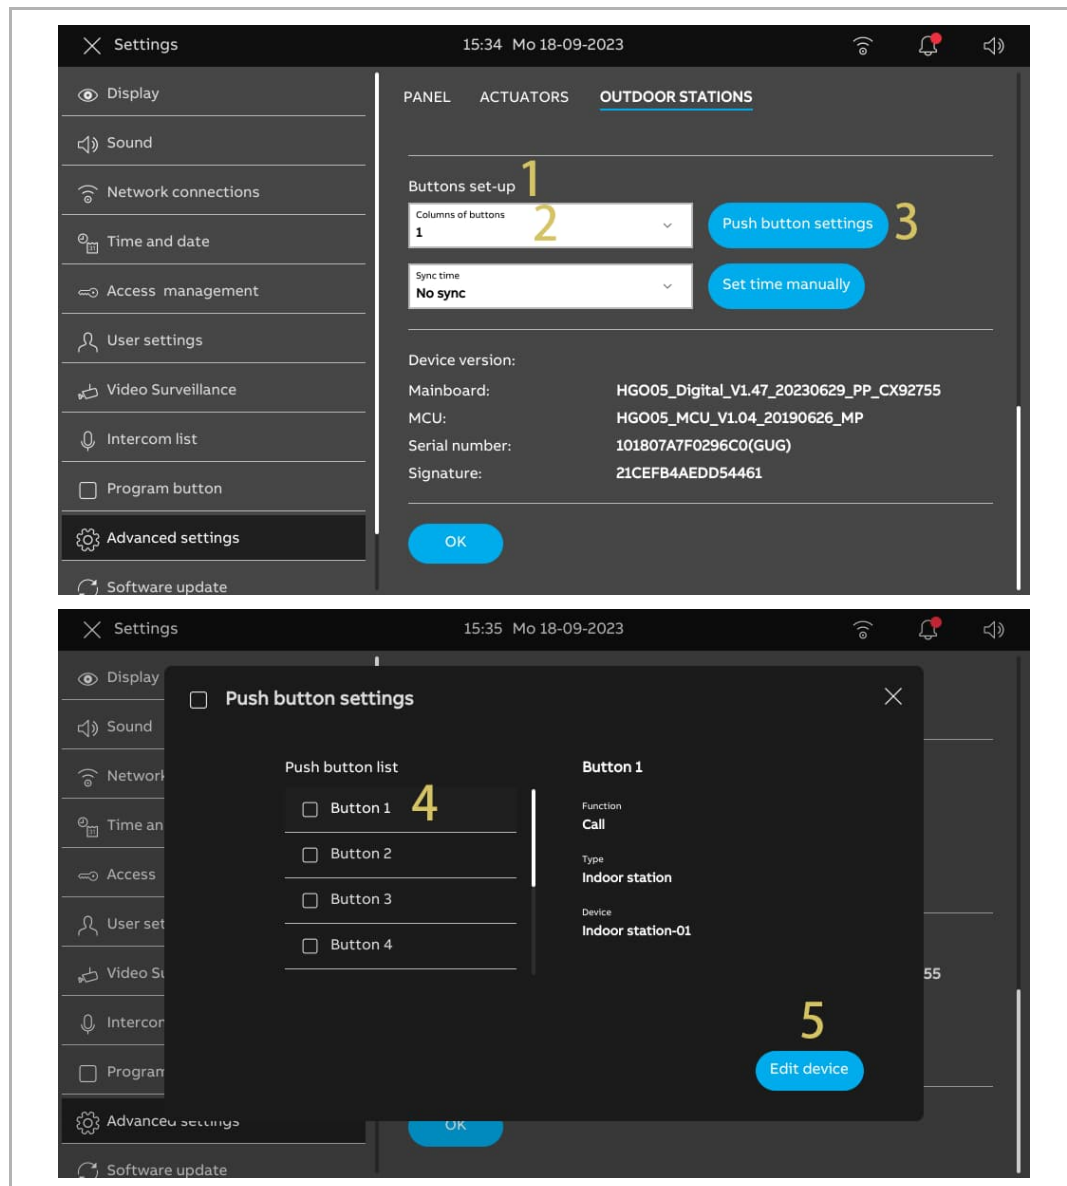 Settings 15:34 Mo 18-09-2023
Display
Sound
Network connections
Time and date
Access management
User settings
Video Surveillance
Intercom list
Program button
Advanced settings
Software update
PANEL ACTUATORS OUTDOOR STATIONS
Buttons set-up 1
Columns of buttons 2
1
Push button settings 3
Sync time
No sync
Set time manually
Device version:
Mainboard: HGO05_Digital_V1.47_20230629_PP_CX92755
MCU: HGO05_MCU_V1.04_20190626_MP
Serial number: 101807A7F0296C0(GUG)
Signature: 21CEFB4AEDD54461
OK
Settings 15:35 Mo 18-09-2023
Display
Sound
Network
Time an
Access
User set
Video Su
Intercom
Program
Advanced settings
Software update
Push button settings
Push button list
Button 1 4
Button 2
Button 3
Button 4
Button 1
Function
Call
Type
Indoor station
Device
Indoor station-01
5
Edit device
55
OK